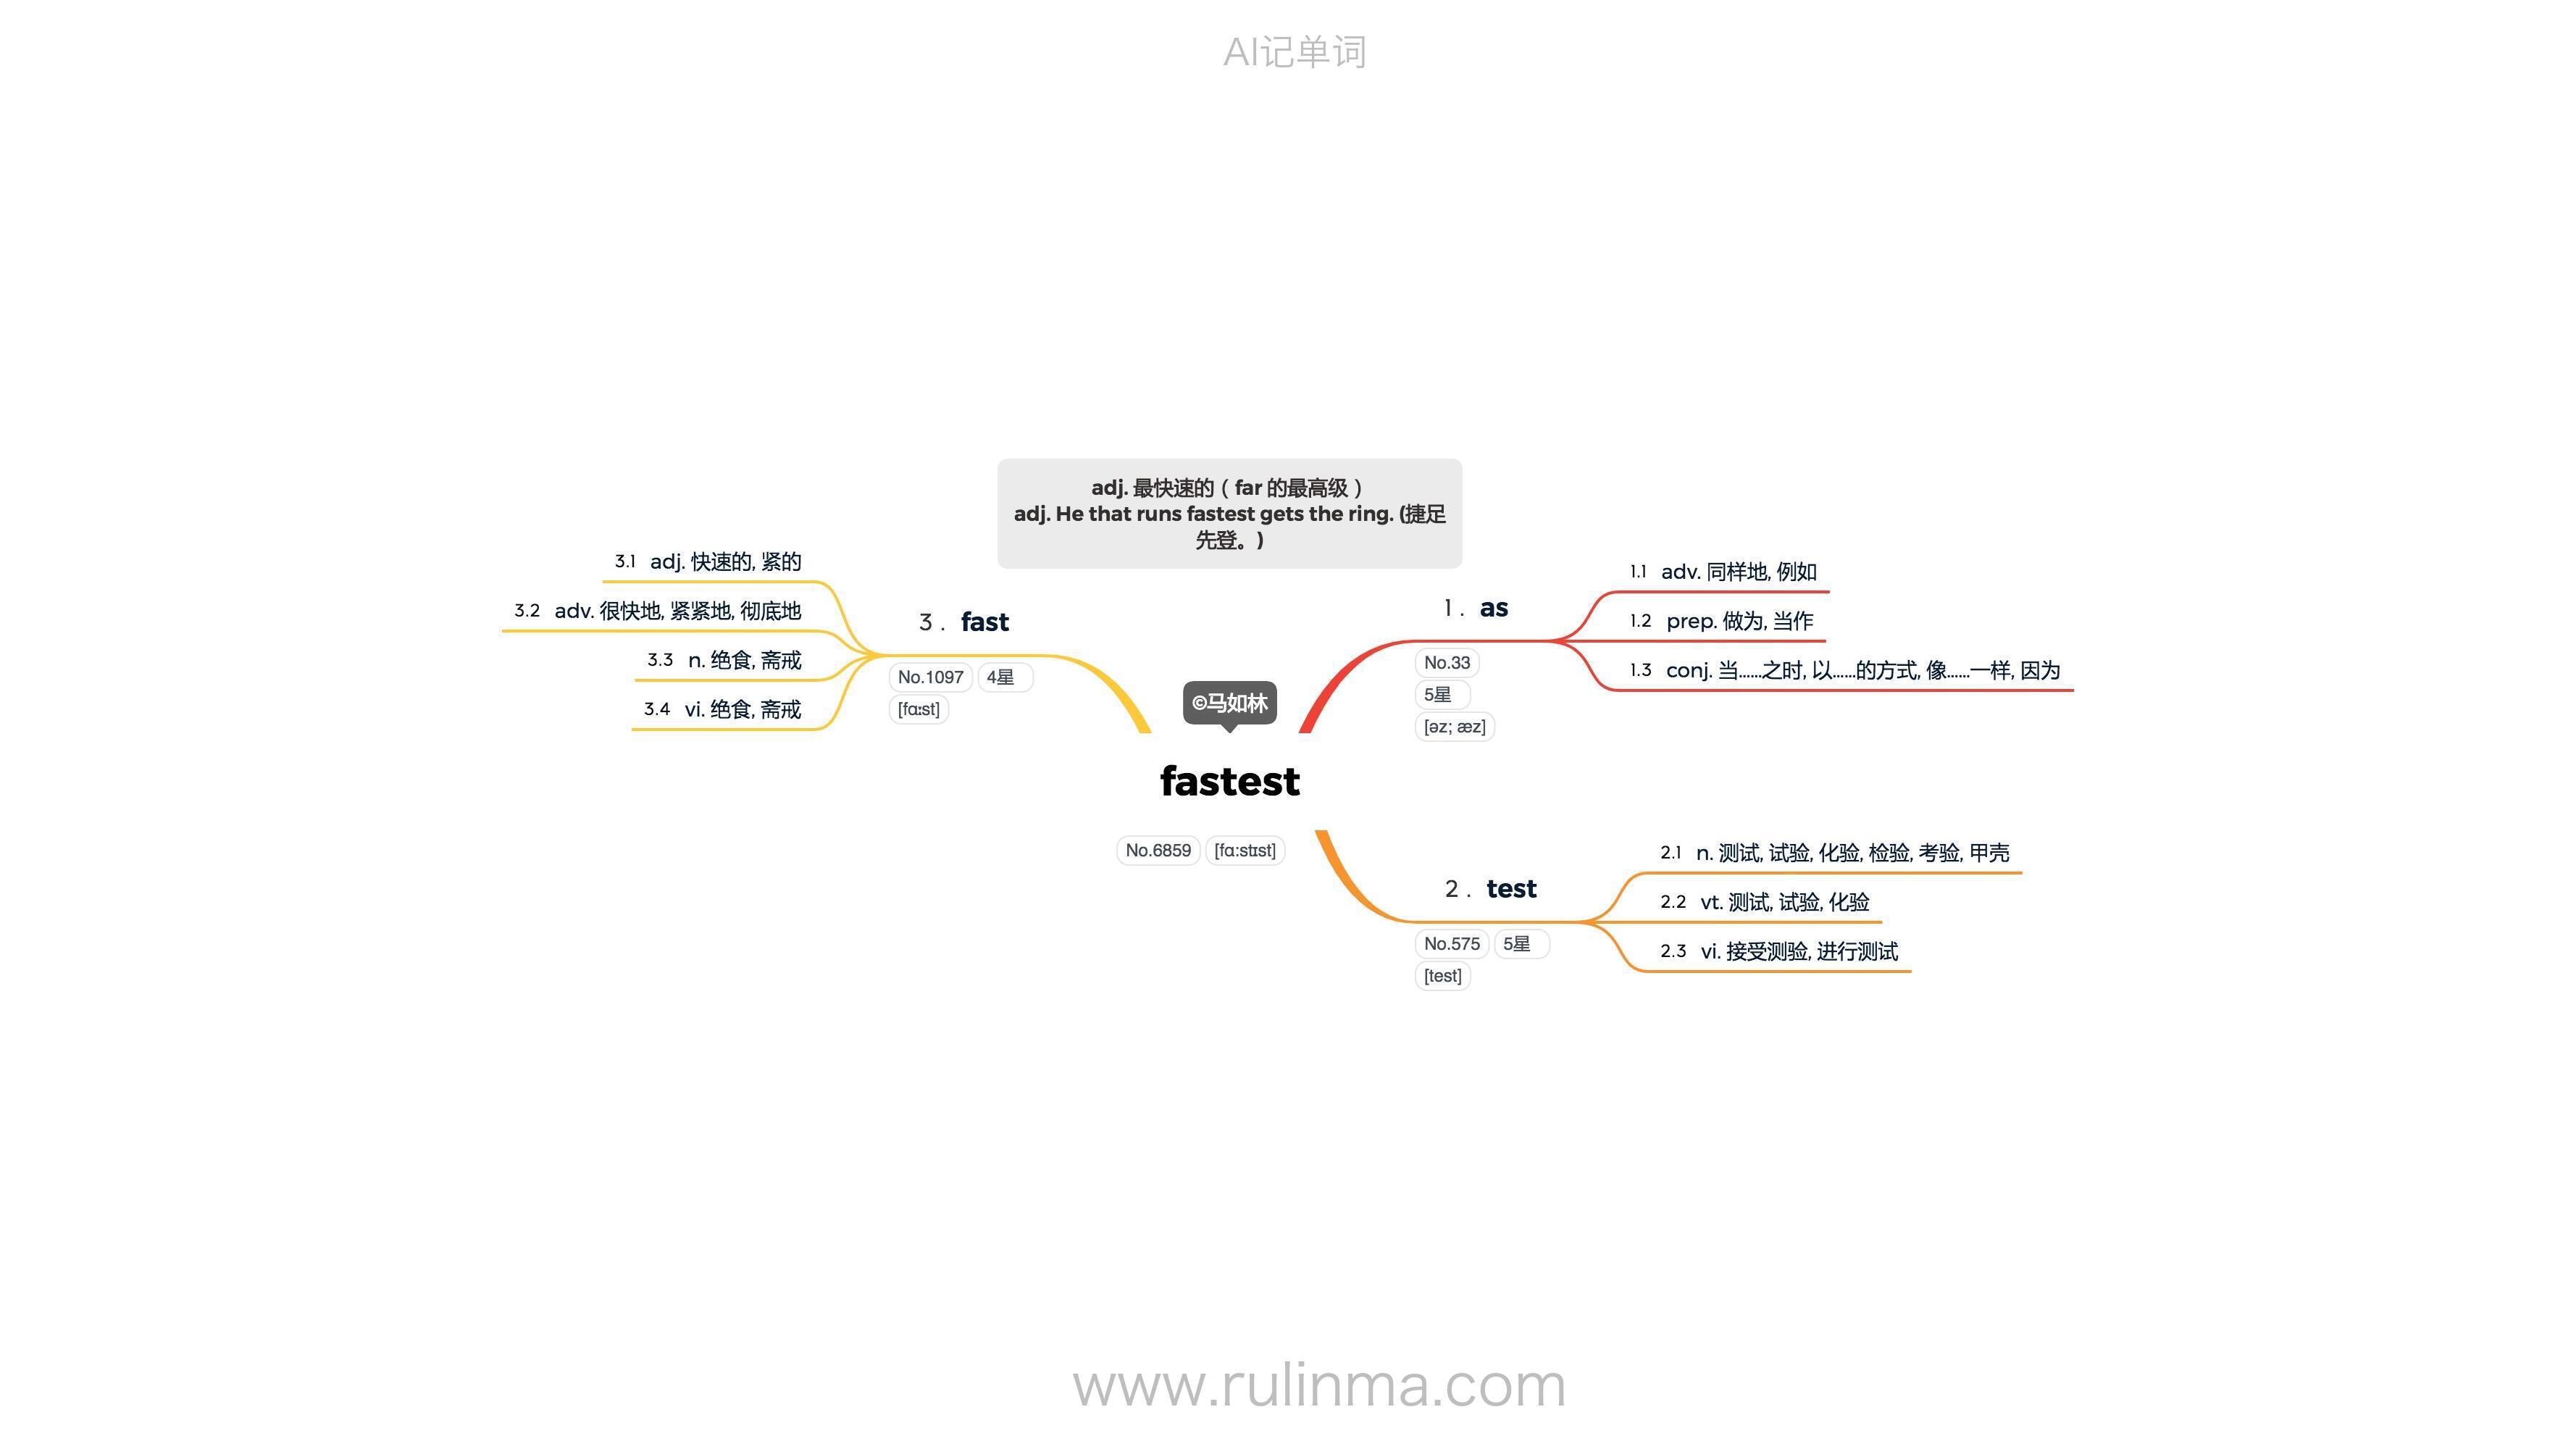 AI记单词
adj. 最快速的（far 的最高级）
adj. He that runs fastest gets the ring. (捷足
先登。)
©马如林
fastest
No.6859 [fɑ:stɪst]
1. as
No.33
5星
[əz; æz]
1.1 adv. 同样地, 例如
1.2 prep. 做为, 当作
1.3 conj. 当……之时, 以……的方式, 像……一样, 因为
2. test
No.575 5星
[test]
2.1 n. 测试, 试验, 化验, 检验, 考验, 甲壳
2.2 vt. 测试, 试验, 化验
2.3 vi. 接受测验, 进行测试
3. fast
No.1097 4星
[fɑːst]
3.1 adj. 快速的, 紧的
3.2 adv. 很快地, 紧紧地, 彻底地
3.3 n. 绝食, 斋戒
3.4 vi. 绝食, 斋戒
www.rulinma.com